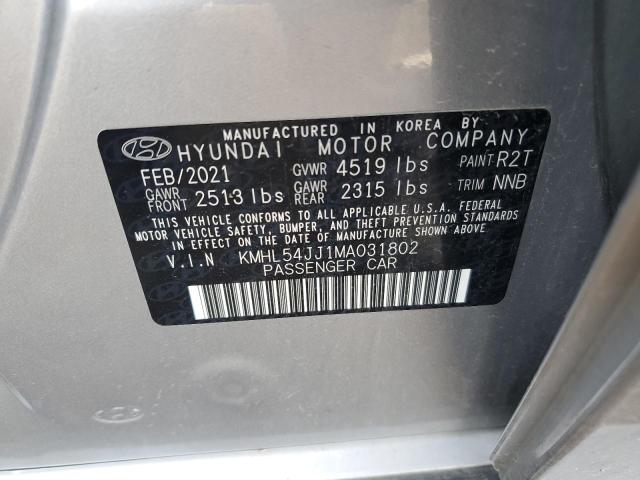 MANUFACTURED IN KOREA BY
HYUNDAI MOTOR COMPANY
FEB/2021 GVWR 4519 lbs PAINT: R2T
GAWR FRONT 2513 lbs GAWR REAR 2315 lbs TRIM NNB
THIS VEHICLE CONFORMS TO ALL APPLICABLE U.S.A. FEDERAL
MOTOR VEHICLE SAFETY, BUMPER, AND THEFT PREVENTION STANDARDS
IN EFFECT ON THE DATE OF MANUFACTURE SHOWN ABOVE
V.I.N KMHL54JJ1MA031802
PASSENGER CAR